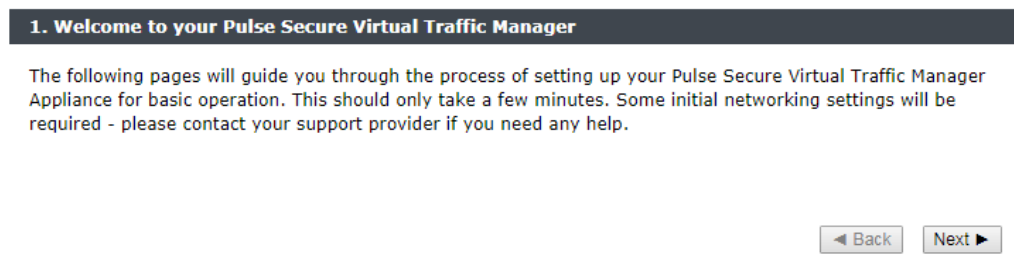 1. Welcome to your Pulse Secure Virtual Traffic Manager
The following pages will guide you through the process of setting up your Pulse Secure Virtual Traffic Manager
Appliance for basic operation. This should only take a few minutes. Some initial networking settings will be
required - please contact your support provider if you need any help.
◄ Back Next ►